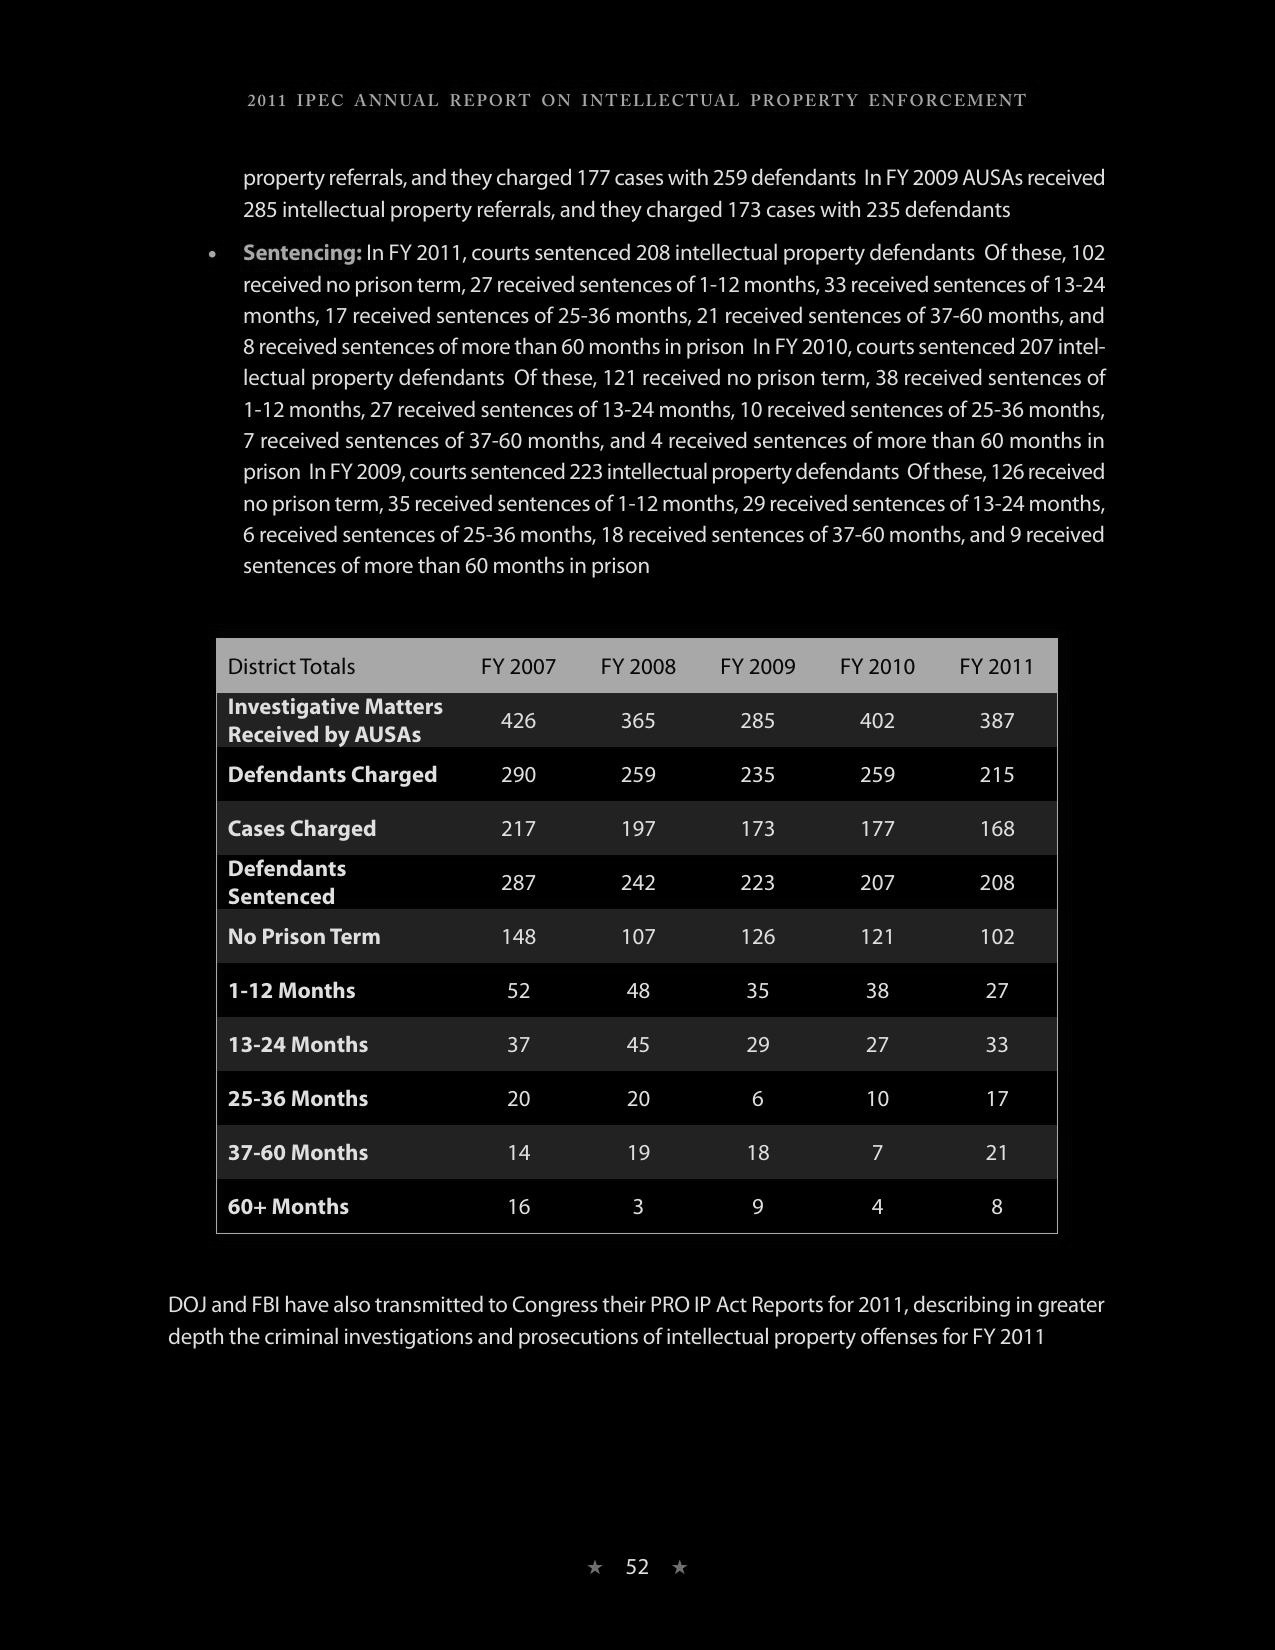 2011 IPEC ANNUAL REPORT ON INTELLECTUAL PROPERTY ENFORCEMENT
property referrals, and they charged 177 cases with 259 defendants  In FY 2009 AUSAs received
285 intellectual property referrals, and they charged 173 cases with 235 defendants
• Sentencing: In FY 2011, courts sentenced 208 intellectual property defendants  Of these, 102
received no prison term, 27 received sentences of 1-12 months, 33 received sentences of 13-24
months, 17 received sentences of 25-36 months, 21 received sentences of 37-60 months, and
8 received sentences of more than 60 months in prison  In FY 2010, courts sentenced 207 intel-
lectual property defendants  Of these, 121 received no prison term, 38 received sentences of
1-12 months, 27 received sentences of 13-24 months, 10 received sentences of 25-36 months,
7 received sentences of 37-60 months, and 4 received sentences of more than 60 months in
prison  In FY 2009, courts sentenced 223 intellectual property defendants  Of these, 126 received
no prison term, 35 received sentences of 1-12 months, 29 received sentences of 13-24 months,
6 received sentences of 25-36 months, 18 received sentences of 37-60 months, and 9 received
sentences of more than 60 months in prison
District Totals FY 2007 FY 2008 FY 2009 FY 2010 FY 2011
Investigative Matters
Received by AUSAs 426 365 285 402 387
Defendants Charged 290 259 235 259 215
Cases Charged 217 197 173 177 168
Defendants
Sentenced 287 242 223 207 208
No Prison Term 148 107 126 121 102
1-12 Months 52 48 35 38 27
13-24 Months 37 45 29 27 33
25-36 Months 20 20 6 10 17
37-60 Months 14 19 18 7 21
60+ Months 16 3 9 4 8
DOJ and FBI have also transmitted to Congress their PRO IP Act Reports for 2011, describing in greater
depth the criminal investigations and prosecutions of intellectual property offenses for FY 2011
★ 52 ★